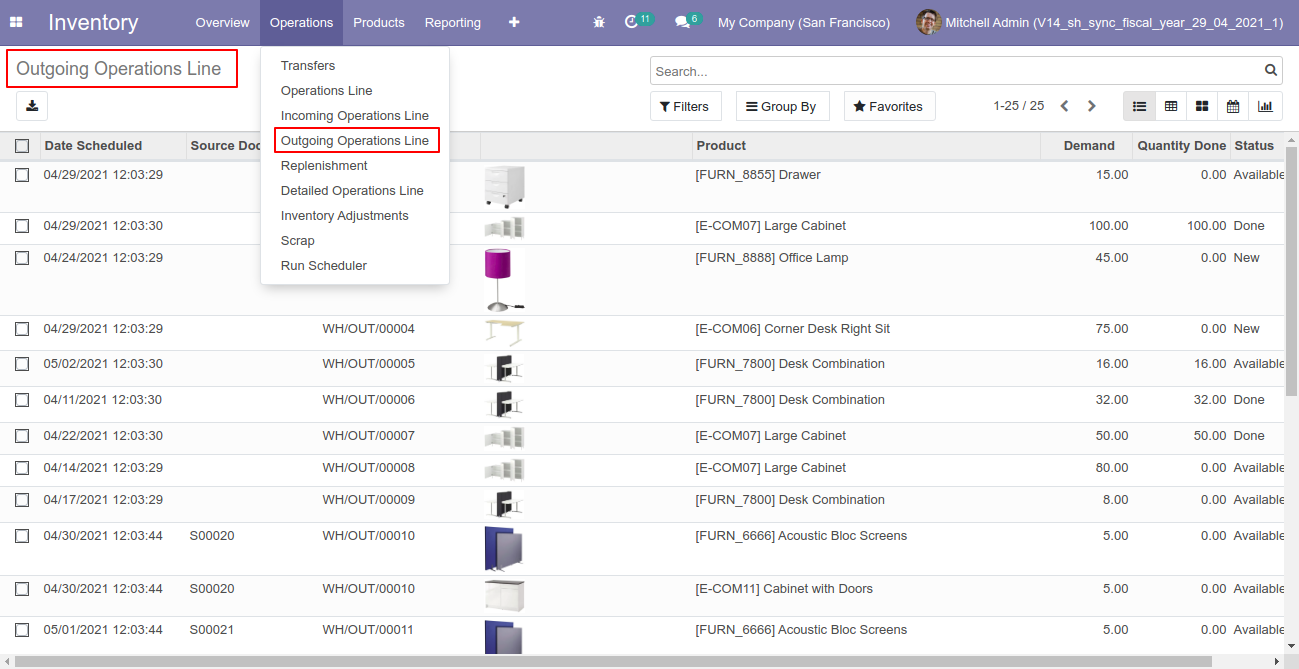 Inventory Overview Operations Products Reporting 11 6 My Company (San Francisco) Mitchell Admin (V14_sh_sync_fiscal_year_29_04_2021_1)
Outgoing Operations Line
Search...
Filters Group By Favorites 1-25 / 25
Transfers
Operations Line
Incoming Operations Line
Outgoing Operations Line
Replenishment
Detailed Operations Line
Inventory Adjustments
Scrap
Run Scheduler
Date Scheduled Source Doc Product Demand Quantity Done Status
04/29/2021 12:03:29 [FURN_8855] Drawer 15.00 0.00 Available
04/29/2021 12:03:30 [E-COM07] Large Cabinet 100.00 100.00 Done
04/24/2021 12:03:29 [FURN_8888] Office Lamp 45.00 0.00 New
04/29/2021 12:03:29 WH/OUT/00004 [E-COM06] Corner Desk Right Sit 75.00 0.00 New
05/02/2021 12:03:30 WH/OUT/00005 [FURN_7800] Desk Combination 16.00 16.00 Available
04/11/2021 12:03:30 WH/OUT/00006 [FURN_7800] Desk Combination 32.00 32.00 Done
04/22/2021 12:03:30 WH/OUT/00007 [E-COM07] Large Cabinet 50.00 50.00 Done
04/14/2021 12:03:29 WH/OUT/00008 [E-COM07] Large Cabinet 80.00 0.00 Available
04/17/2021 12:03:29 WH/OUT/00009 [FURN_7800] Desk Combination 8.00 0.00 Available
04/30/2021 12:03:44 S00020 WH/OUT/00010 [FURN_6666] Acoustic Bloc Screens 5.00 0.00 Available
04/30/2021 12:03:44 S00020 WH/OUT/00010 [E-COM11] Cabinet with Doors 5.00 0.00 Available
05/01/2021 12:03:44 S00021 WH/OUT/00011 [FURN_6666] Acoustic Bloc Screens 5.00 0.00 Available